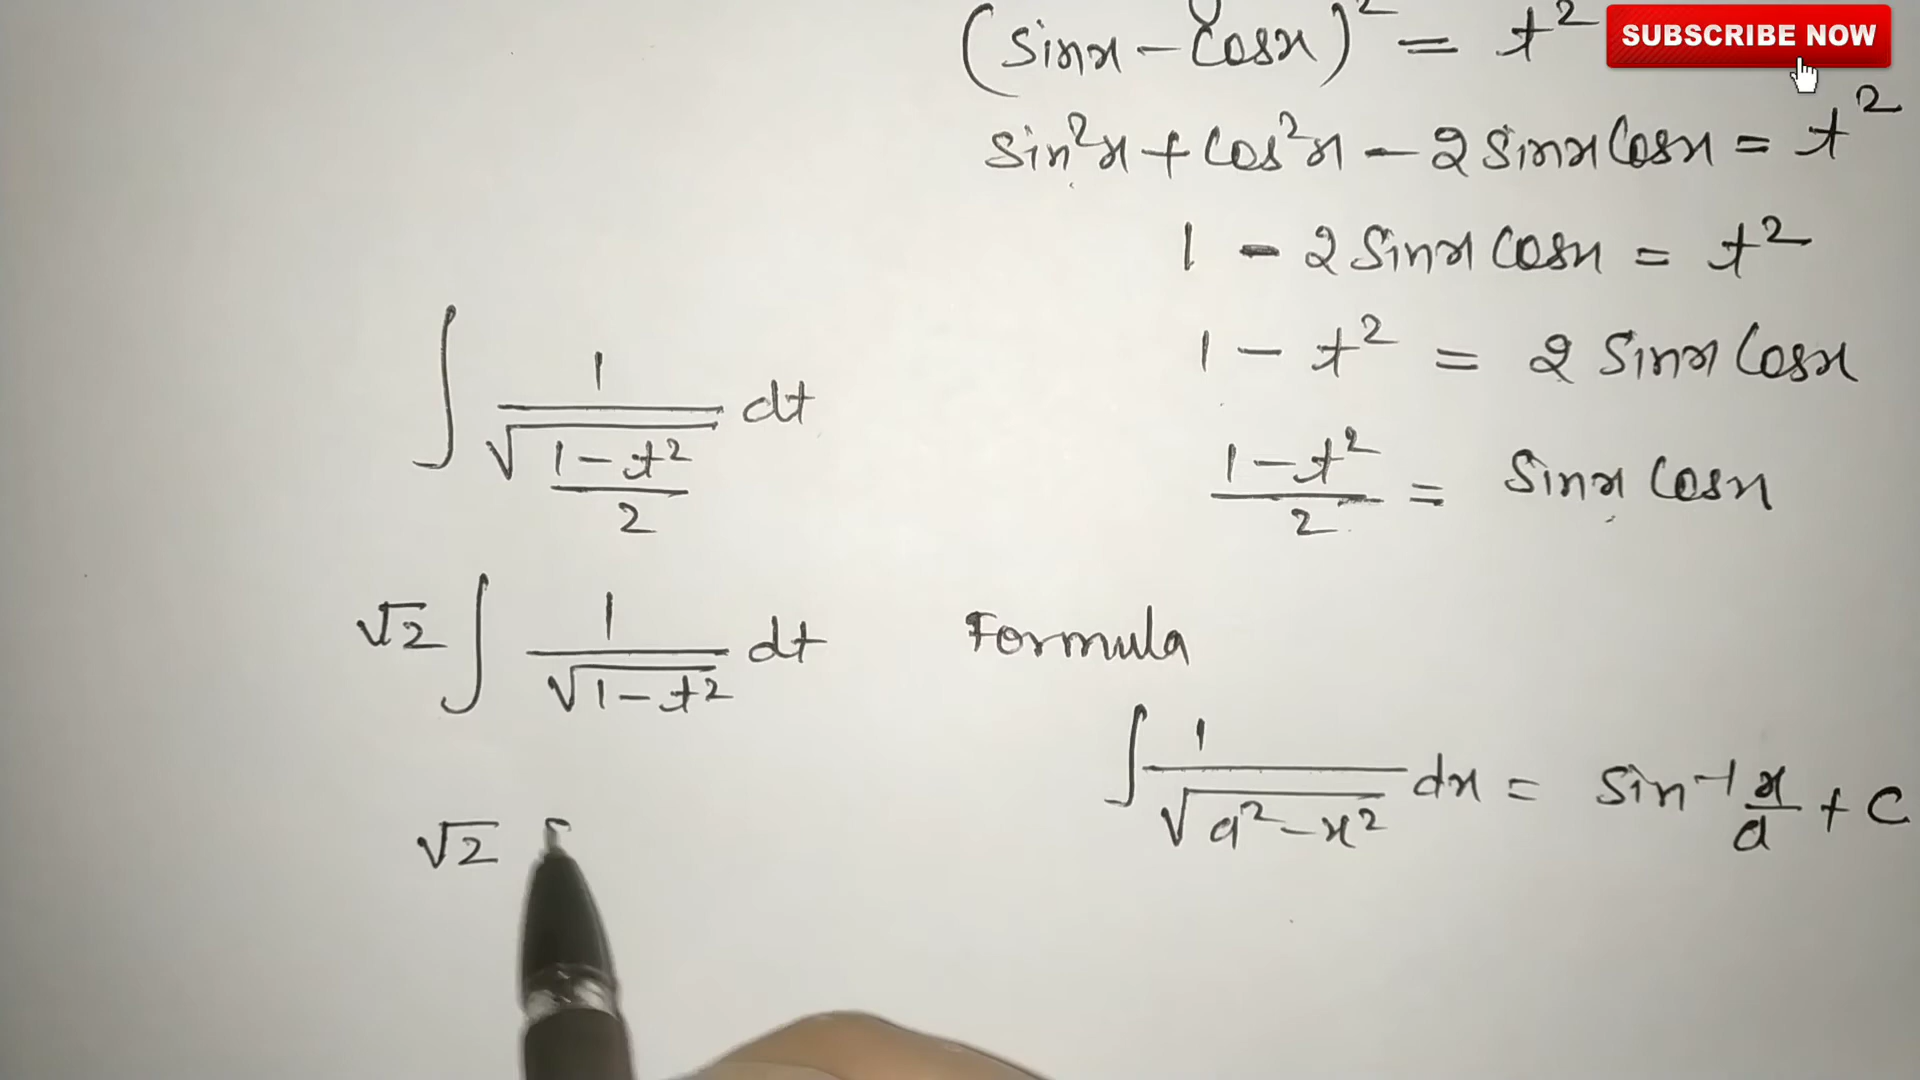 (sinx - cosx)² = t²
SUBSCRIBE NOW
sin²x + cos²x - 2 sinx cosx = t²
1 - 2 sinx cosx = t²
1 - t² = 2 sinx cosx
∫ 1/√((1-t²)/2) dt
(1-t²)/2 = sinx cosx
√2 ∫ 1/√(1-t²) dt
Formula
∫ 1/√(a²-x²) dx = sin⁻¹ x/a + C
√2